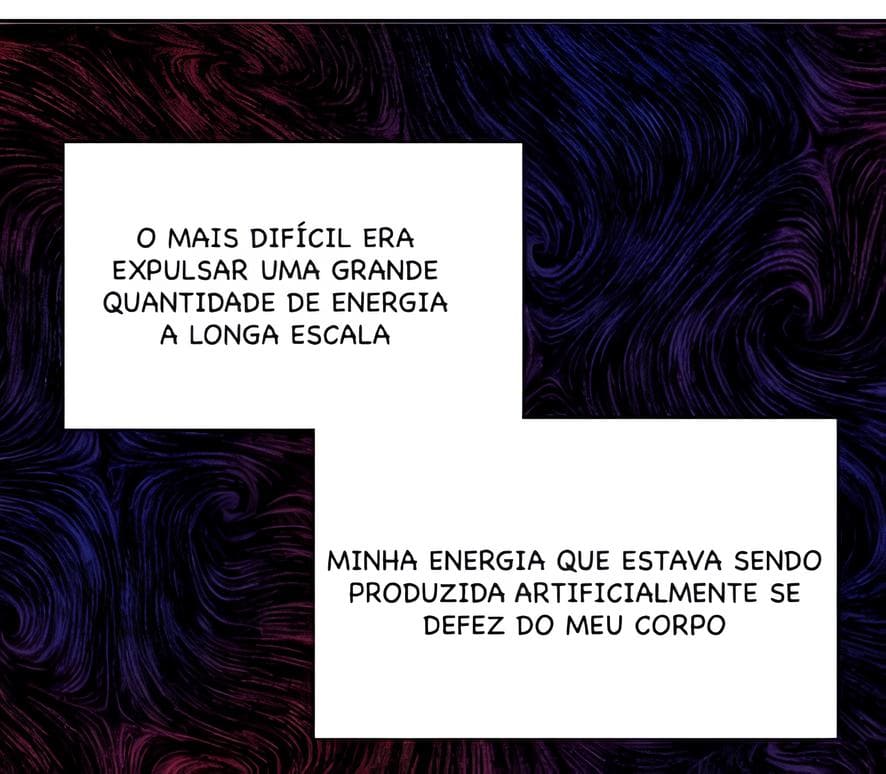 O MAIS DIFÍCIL ERA
EXPULSAR UMA GRANDE
QUANTIDADE DE ENERGIA
A LONGA ESCALA
MINHA ENERGIA QUE ESTAVA SENDO
PRODUZIDA ARTIFICIALMENTE SE
DEFEZ DO MEU CORPO